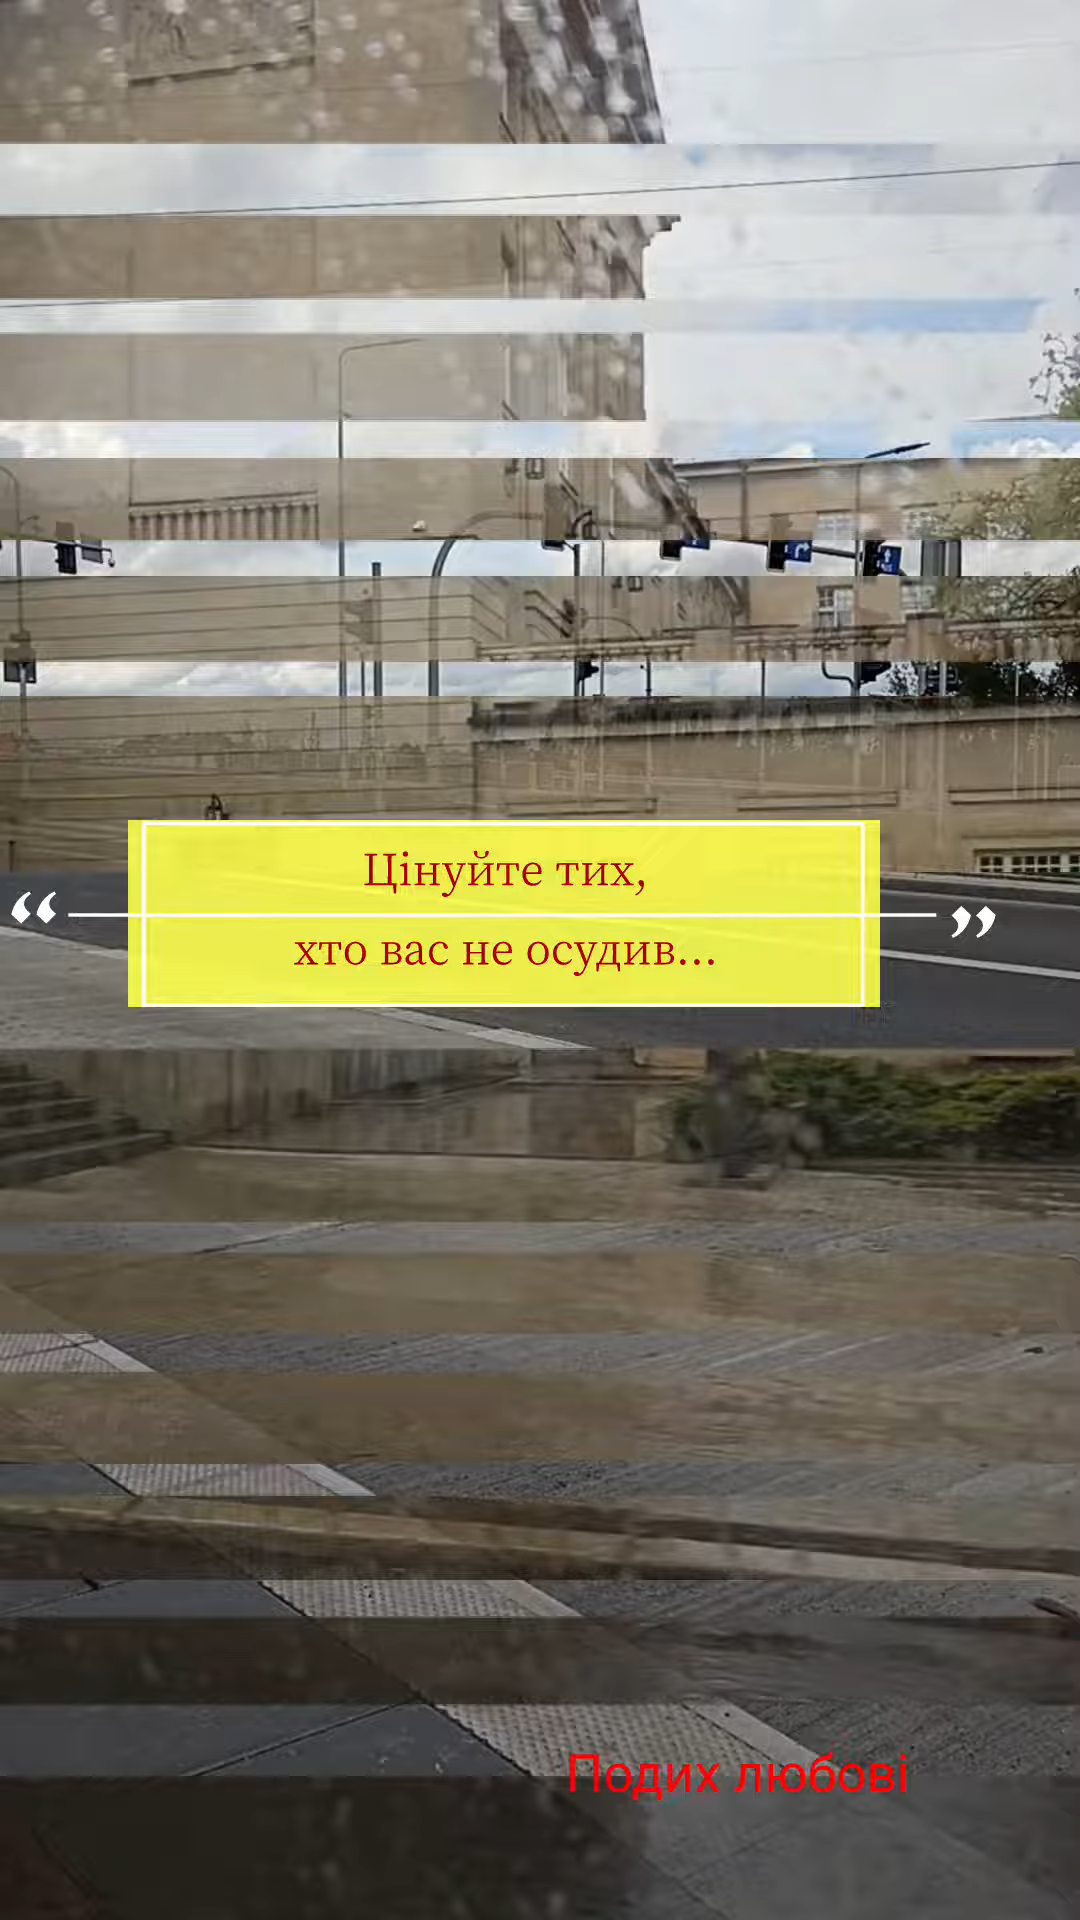 “
Цінуйте тих,
хто вас не осудив...
”
Подих любові